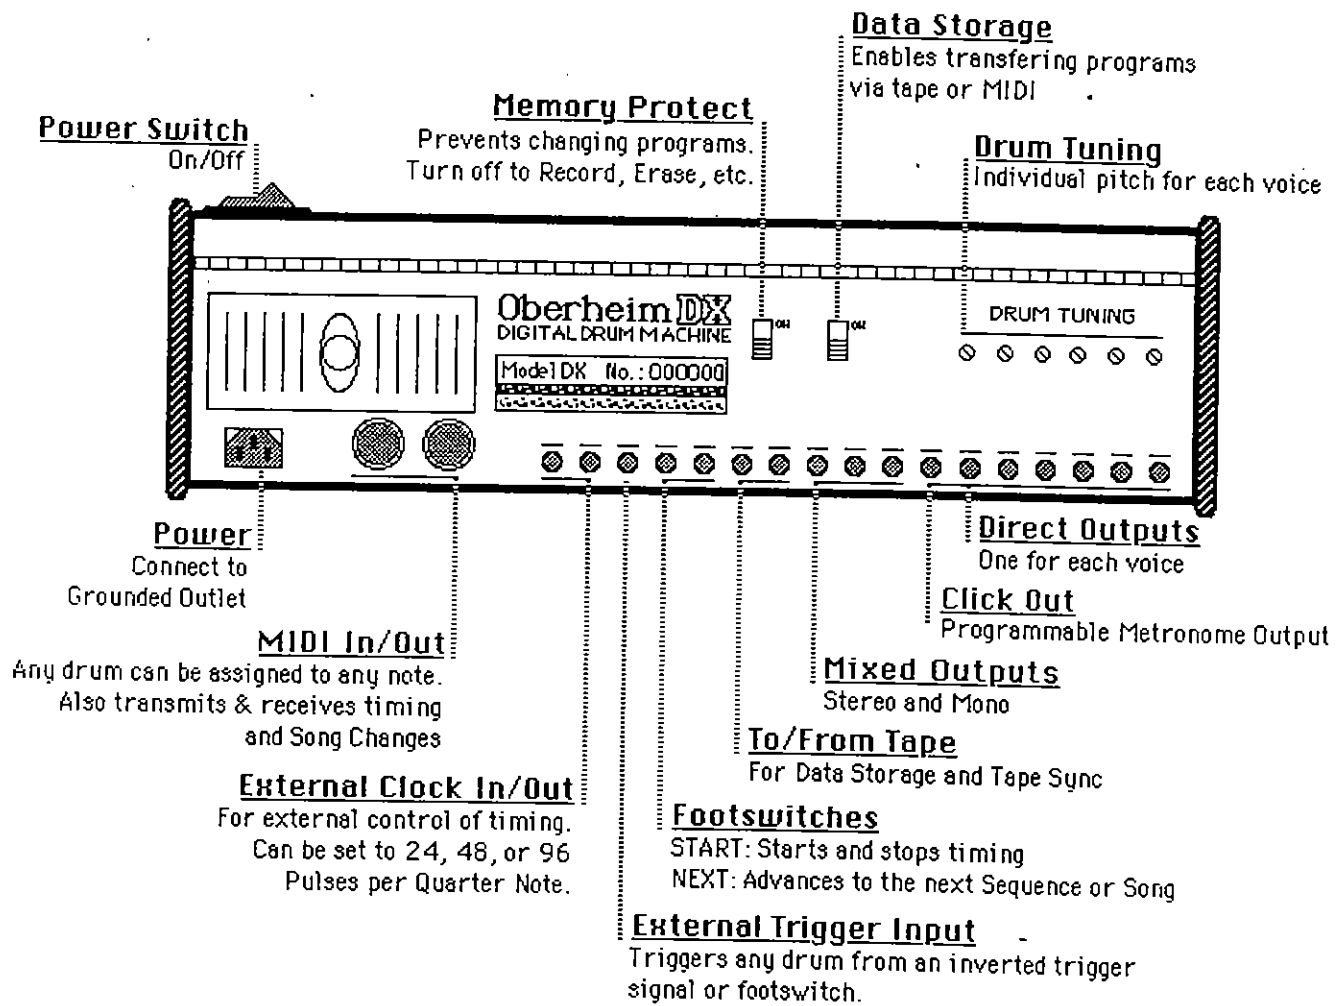 Data Storage
Enables transfering programs
via tape or MIDI
Memory Protect
Prevents changing programs.
Turn off to Record, Erase, etc.
Power Switch
On/Off
Drum Tuning
Individual pitch for each voice
Oberheim DX
DIGITAL DRUM MACHINE
Model DX No.: 000000
ON
ON
DRUM TUNING
Power
Connect to
Grounded Outlet
MIDI In/Out
Any drum can be assigned to any note.
Also transmits & receives timing
and Song Changes
External Clock In/Out
For external control of timing.
Can be set to 24, 48, or 96
Pulses per Quarter Note.
Direct Outputs
One for each voice
Click Out
Programmable Metronome Output
Mixed Outputs
Stereo and Mono
To/From Tape
For Data Storage and Tape Sync
Footswitches
START: Starts and stops timing
NEXT: Advances to the next Sequence or Song
External Trigger Input
Triggers any drum from an inverted trigger
signal or footswitch.